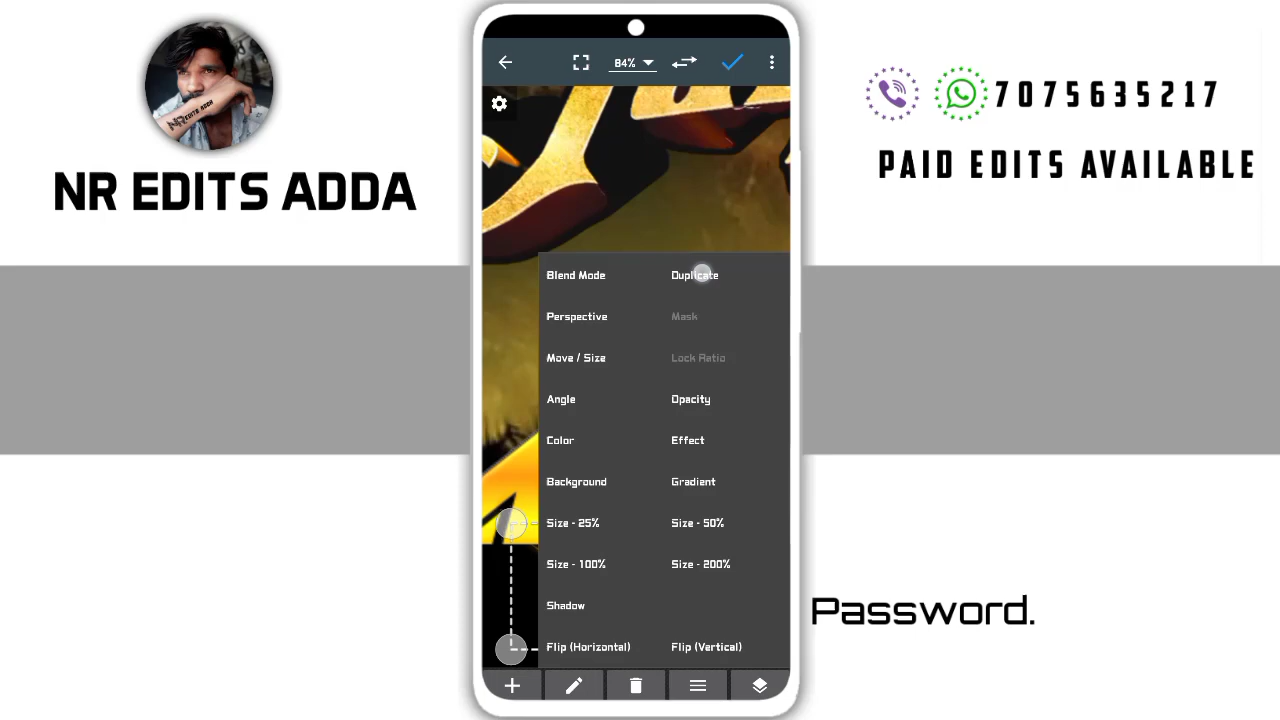 NR EDITS ADDA
7075635217
PAID EDITS AVAILABLE
84%
Blend Mode Duplicate
Perspective Mask
Move / Size Lock Ratio
Angle Opacity
Color Effect
Background Gradient
Size - 25% Size - 50%
Size - 100% Size - 200%
Shadow
Flip (Horizontal) Flip (Vertical)
Password.